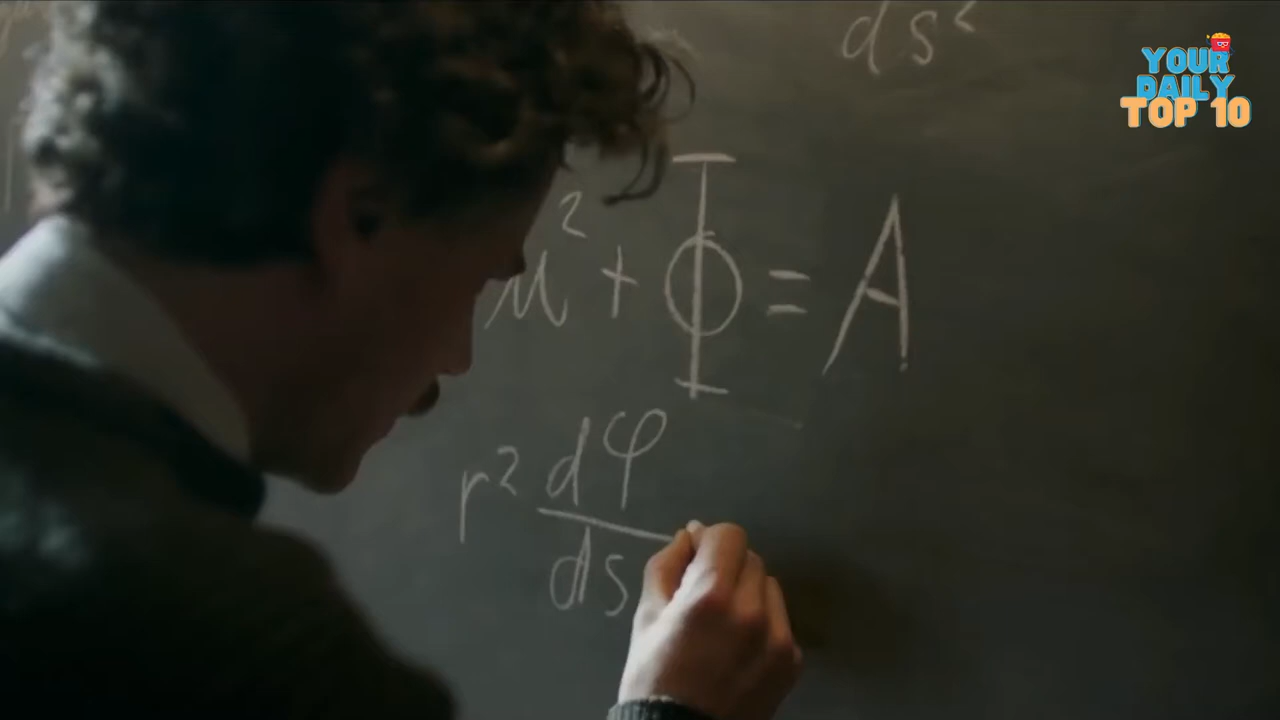 ds²
u² + Φ = A
r² dφ
ds
YOUR
DAILY
TOP 10